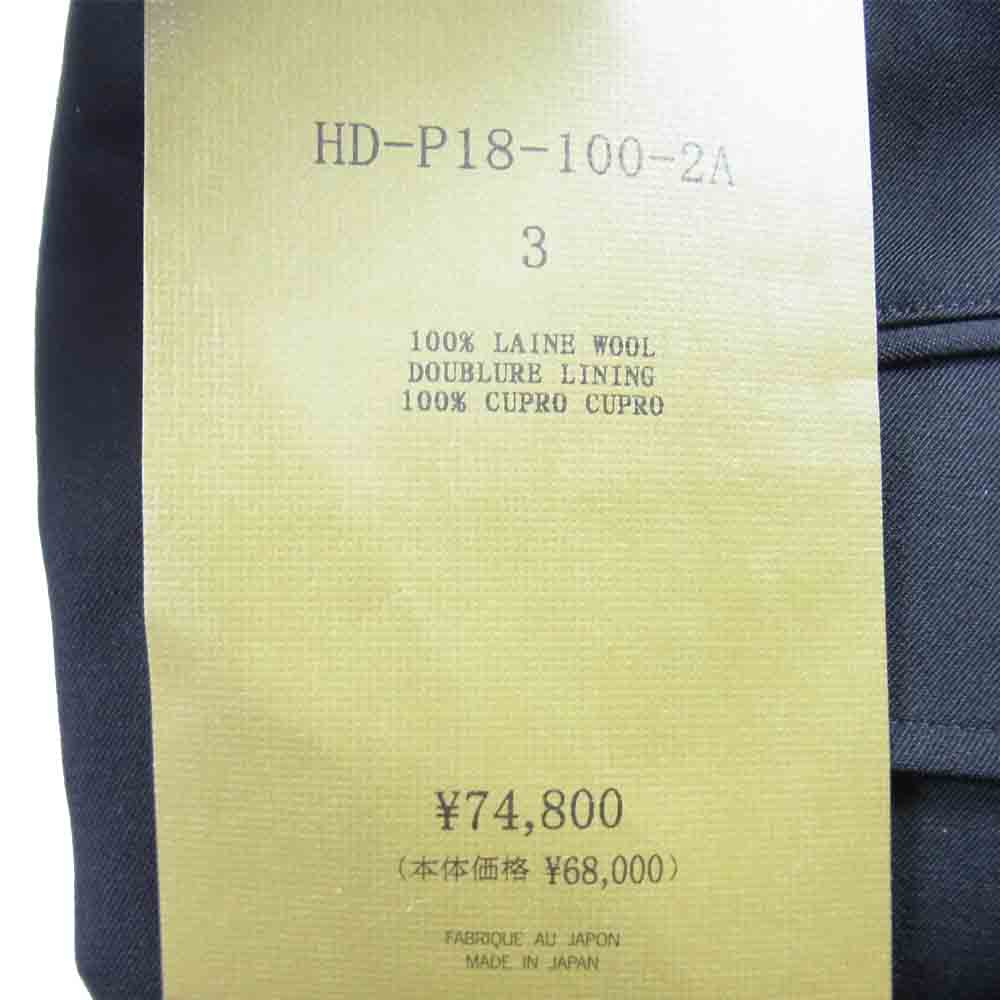 HD-P18-100-2A
3
100% LAINE WOOL
DOUBLURE LINING
100% CUPRO CUPRO
¥74,800
(本体価格 ¥68,000)
FABRIQUE AU JAPON
MADE IN JAPAN